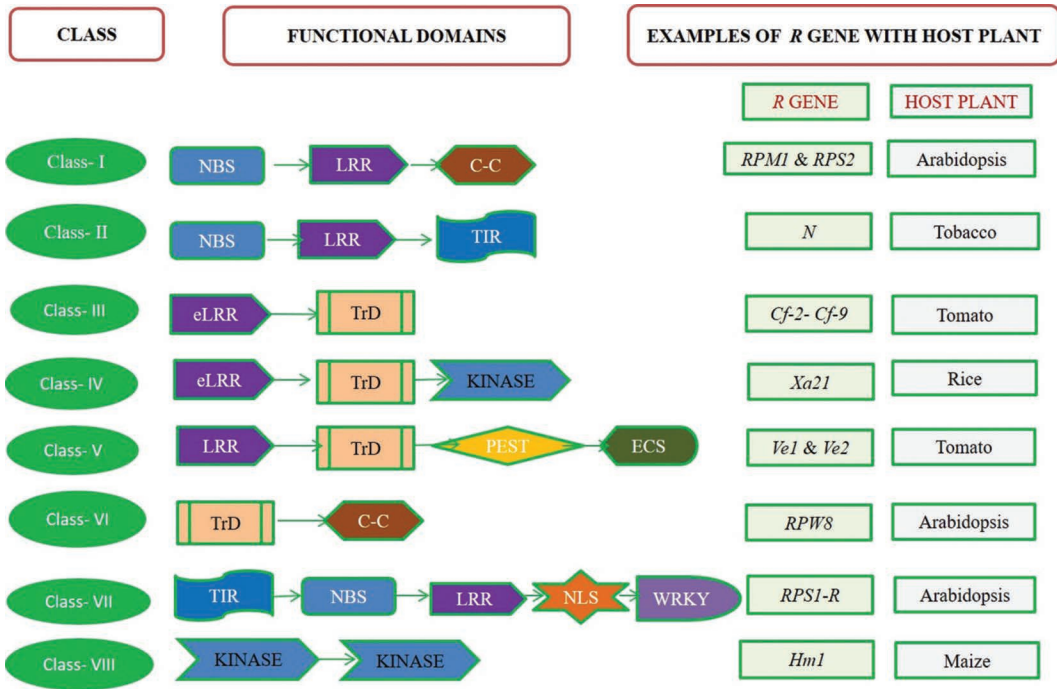 CLASS FUNCTIONAL DOMAINS EXAMPLES OF R GENE WITH HOST PLANT
R GENE HOST PLANT
Class- I NBS LRR C-C RPM1 & RPS2 Arabidopsis
Class- II NBS LRR TIR N Tobacco
Class- III eLRR TrD Cf-2- Cf-9 Tomato
Class- IV eLRR TrD KINASE Xa21 Rice
Class- V LRR TrD PEST ECS Ve1 & Ve2 Tomato
Class- VI TrD C-C RPW8 Arabidopsis
Class- VII TIR NBS LRR NLS WRKY RPS1-R Arabidopsis
Class- VIII KINASE KINASE Hm1 Maize